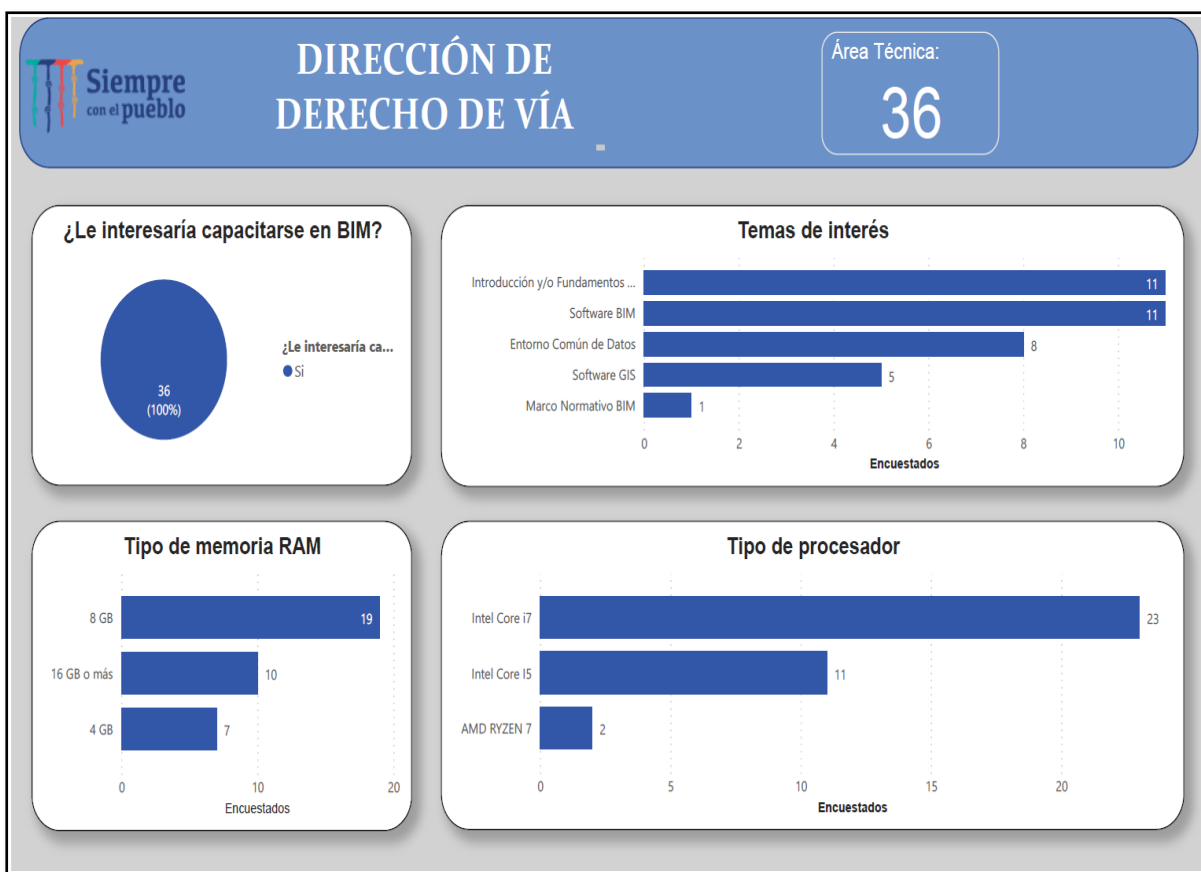 Siempre
con el pueblo
DIRECCIÓN DE
DERECHO DE VÍA
Área Técnica:
36
¿Le interesaría capacitarse en BIM?
36
(100%)
¿Le interesaría ca...
Si
Temas de interés
Introducción y/o Fundamentos ... 11
Software BIM 11
Entorno Común de Datos 8
Software GIS 5
Marco Normativo BIM 1
0 2 4 6 8 10
Encuestados
Tipo de memoria RAM
8 GB 19
16 GB o más 10
4 GB 7
0 10 20
Encuestados
Tipo de procesador
Intel Core i7 23
Intel Core I5 11
AMD RYZEN 7 2
0 5 10 15 20
Encuestados